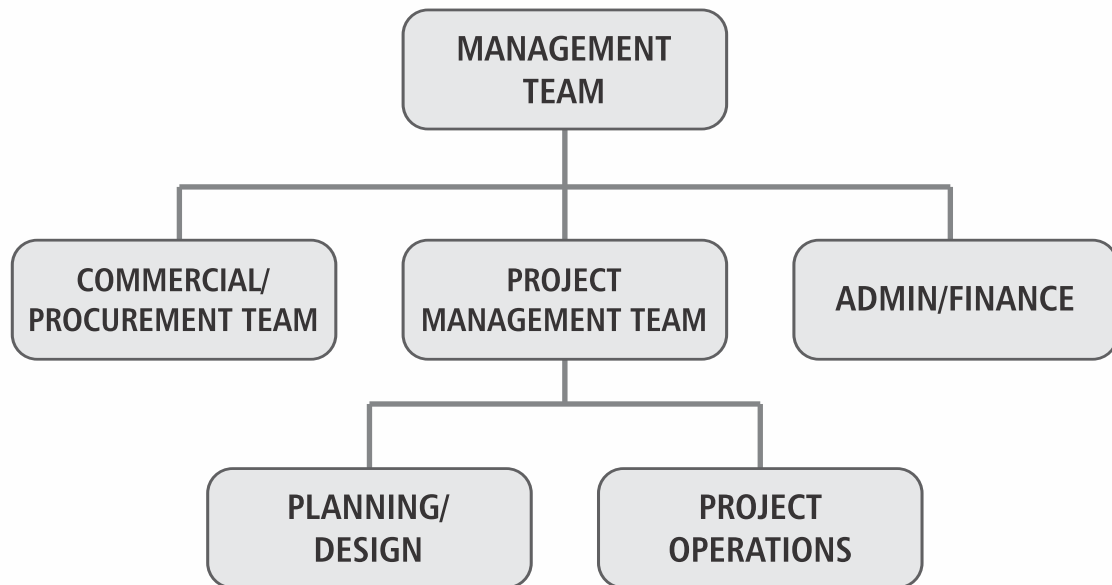 MANAGEMENT
TEAM
COMMERCIAL/
PROCUREMENT TEAM
PROJECT
MANAGEMENT TEAM
ADMIN/FINANCE
PLANNING/
DESIGN
PROJECT
OPERATIONS